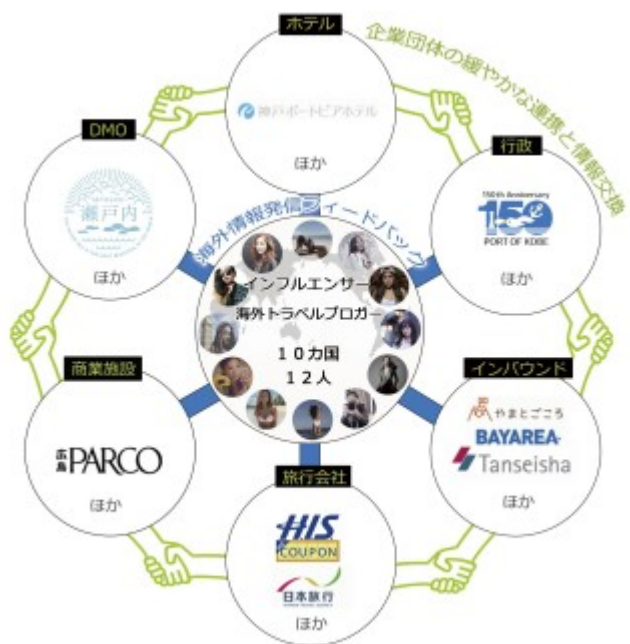 ホテル
神戸ポートピアホテル
ほか
企業団体の緩やかな連携と情報交換
DMO
瀬戸内
ほか
行政
150th Anniversary
150
PORT OF KOBE
ほか
海外情報発信フィードバック
インフルエンサー
海外トラベルブロガー
10カ国
12人
商業施設
広島PARCO
ほか
インバウンド
やまとごころ
BAYAREA
Tanseisha
ほか
旅行会社
HIS
COUPON
日本旅行
ほか